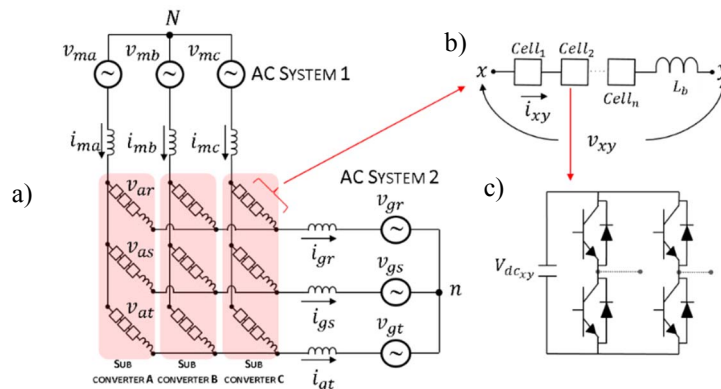 a)
N
v_ma v_mb v_mc
AC SYSTEM 1
i_ma i_mb i_mc
v_ar
v_as
v_at
SUB CONVERTER A
SUB CONVERTER B
SUB CONVERTER C
AC SYSTEM 2
v_gr
i_gr
v_gs
i_gs
v_gt
i_gt
n
b)
Cell_1 Cell_2
x y
Cell_n
L_b
i_xy
v_xy
c)
V_dc_xy